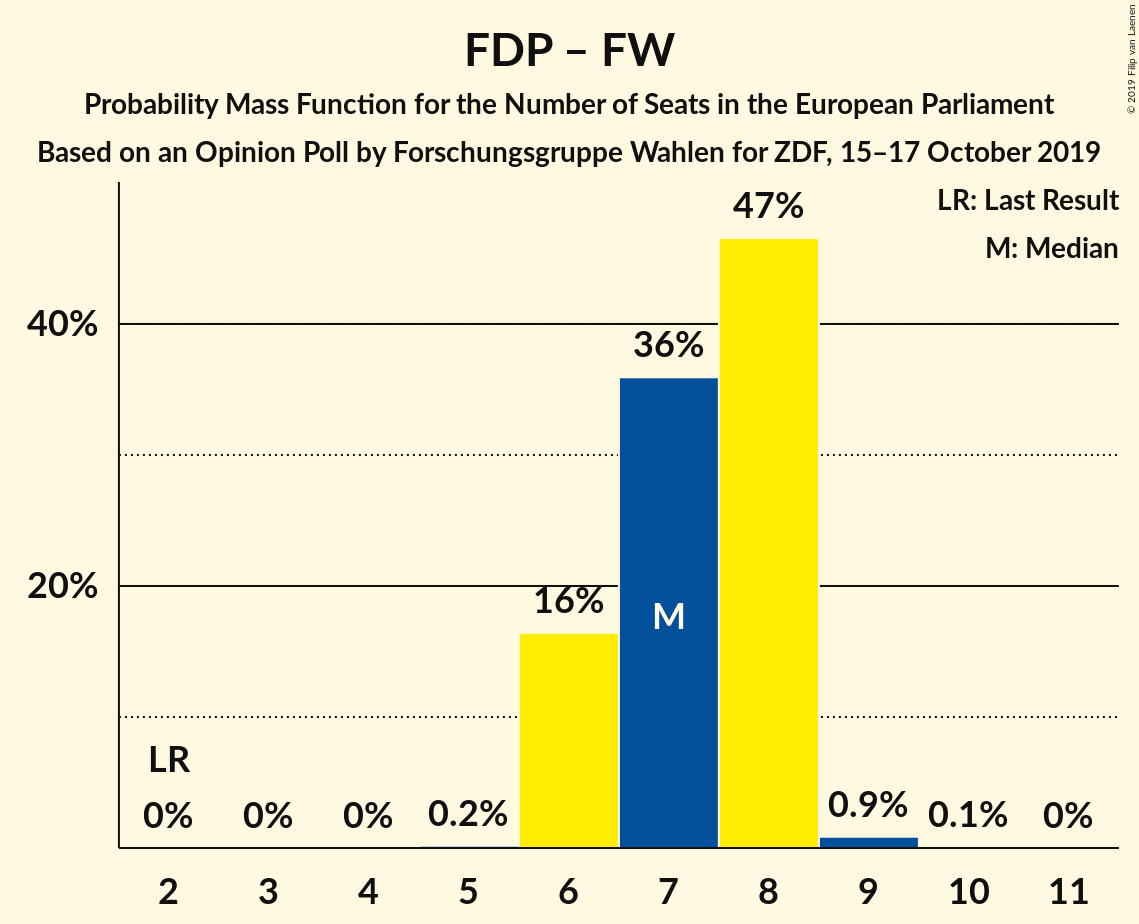 FDP – FW
Probability Mass Function for the Number of Seats in the European Parliament
Based on an Opinion Poll by Forschungsgruppe Wahlen for ZDF, 15–17 October 2019
© 2019 Filip van Laenen
LR: Last Result
M: Median
47%
40%
36%
20%
16%
M
LR
0% 0% 0% 0.2% 0.9% 0.1% 0%
2 3 4 5 6 7 8 9 10 11